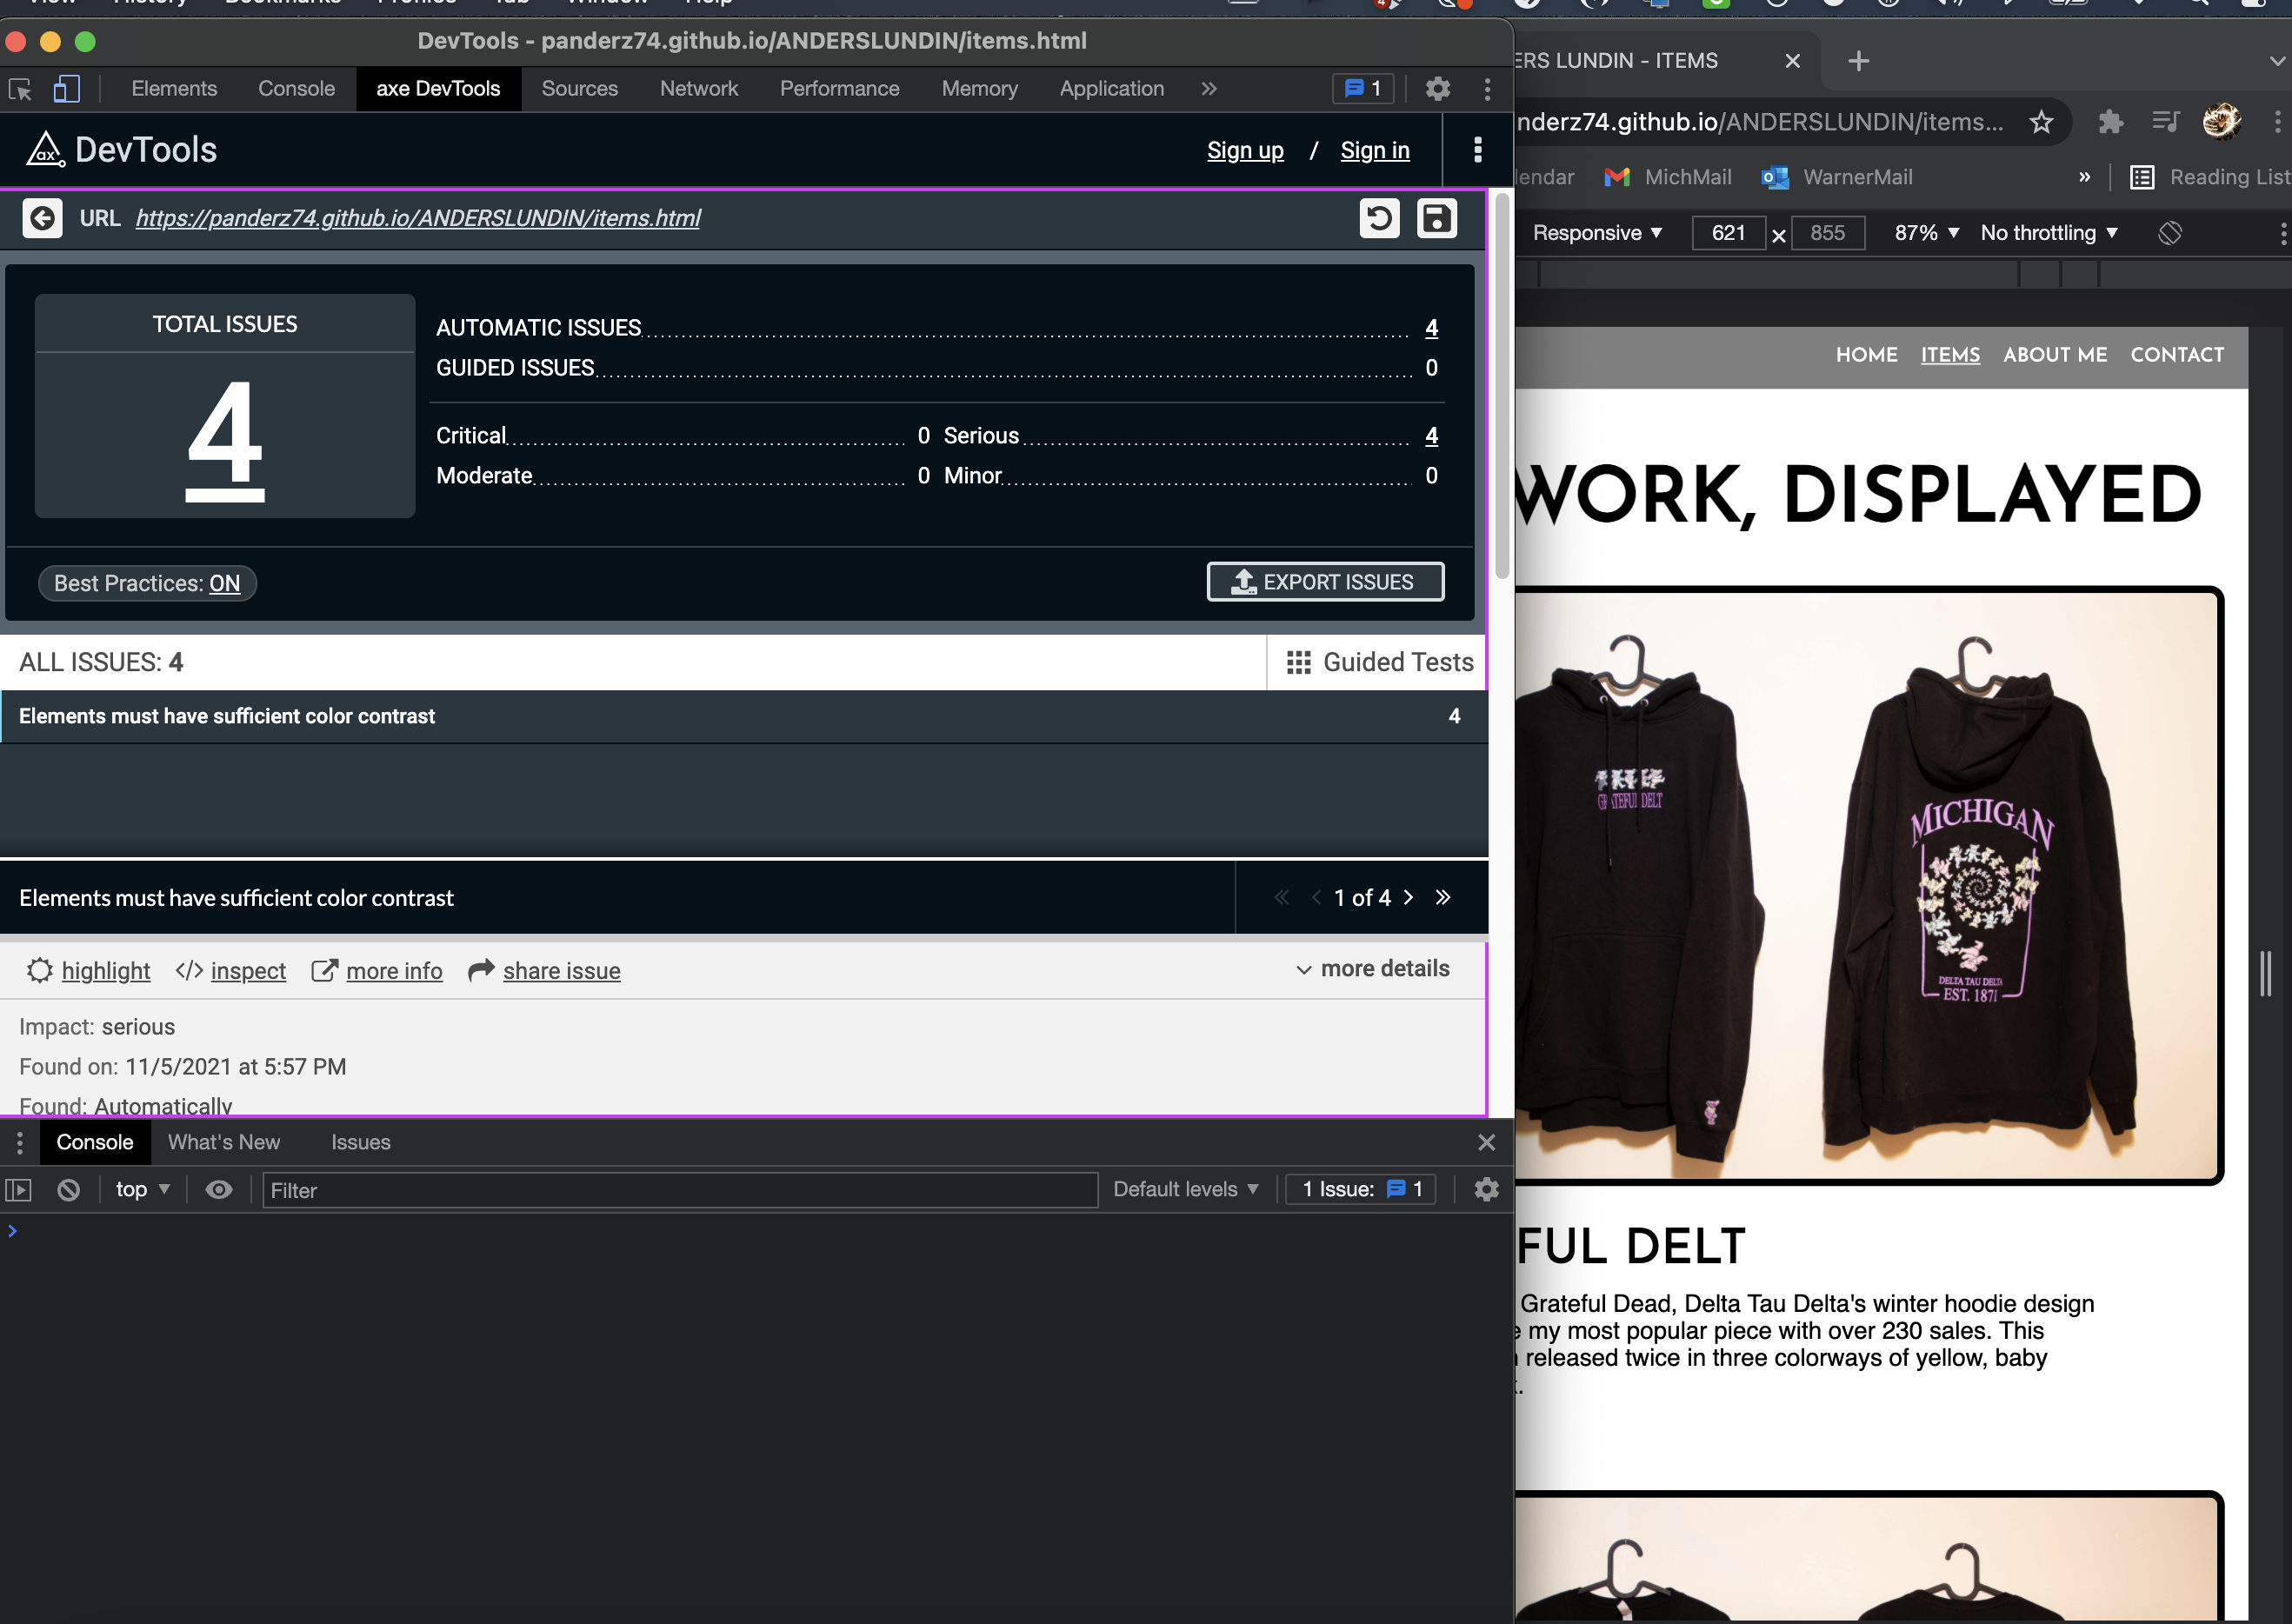 View History Bookmarks Profiles Tab Window Help
DevTools - panderz74.github.io/ANDERSLUNDIN/items.html
Elements Console axe DevTools Sources Network Performance Memory Application » 1
ax DevTools
Sign up / Sign in
URL https://panderz74.github.io/ANDERSLUNDIN/items.html
TOTAL ISSUES
4
AUTOMATIC ISSUES 4
GUIDED ISSUES 0
Critical 0 Serious 4
Moderate 0 Minor 0
Best Practices: ON
EXPORT ISSUES
ALL ISSUES: 4
Guided Tests
Elements must have sufficient color contrast 4
Elements must have sufficient color contrast
« ‹ 1 of 4 › »
highlight </> inspect more info share issue
more details
Impact: serious
Found on: 11/5/2021 at 5:57 PM
Found: Automatically
Console What's New Issues
top Filter Default levels 1 Issue: 1
ERS LUNDIN - ITEMS
nderz74.github.io/ANDERSLUNDIN/items...
lendar MichMail WarnerMail » Reading List
Responsive 621 × 855 87% No throttling
HOME ITEMS ABOUT ME CONTACT
WORK, DISPLAYED
GRATEFUL DELT
MICHIGAN
DELTA TAU DELTA
EST. 1871
FUL DELT
Grateful Dead, Delta Tau Delta's winter hoodie design
e my most popular piece with over 230 sales. This
released twice in three colorways of yellow, baby